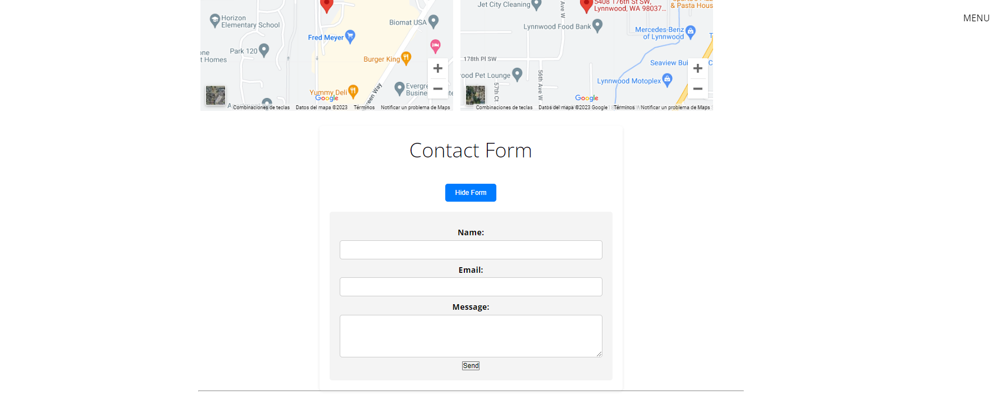 MENU
Horizon
Elementary School
Biomat USA
Fred Meyer
Park 120
t Homes
Burger King
Evergre
Busine
Yummy Deli
Google
Combinaciones de teclas
Datos del mapa ©2023
Términos
Notificar un problema de Maps
Jet City Cleaning
Ave W
5408 176th St SW,
Lynnwood, WA 98037...
& Pasta Hous
Lynnwood Food Bank
Mercedes-Benz
of Lynnwood
178th Pl SW
Seaview Bui
ood Pet Lounge
56th Ave W
57th Ct
Lynnwood Motoplex
Google
Combinaciones de teclas
Datos del mapa ©2023 Google
Términos
Notificar un problema de Maps
Contact Form
Hide Form
Name:
Email:
Message:
Send